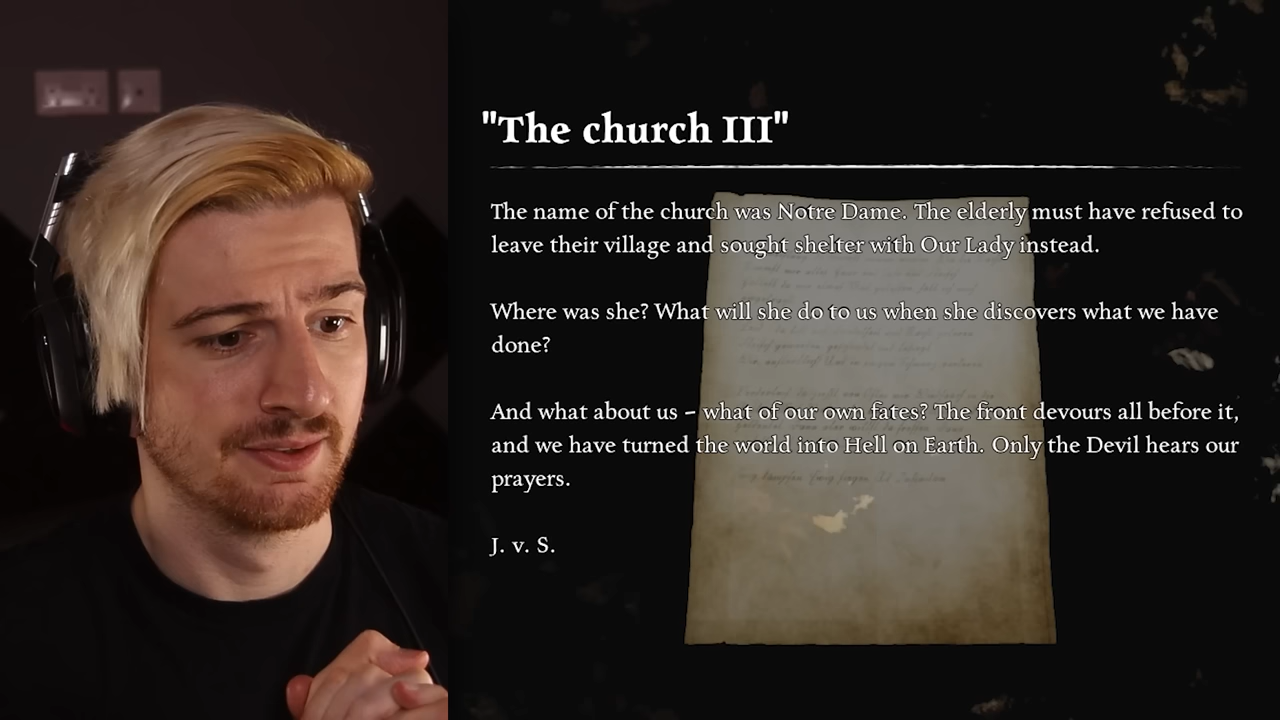 "The church III"
The name of the church was Notre Dame. The elderly must have refused to
leave their village and sought shelter with Our Lady instead.
Where was she? What will she do to us when she discovers what we have
done?
And what about us – what of our own fates? The front devours all before it,
and we have turned the world into Hell on Earth. Only the Devil hears our
prayers.
J. v. S.